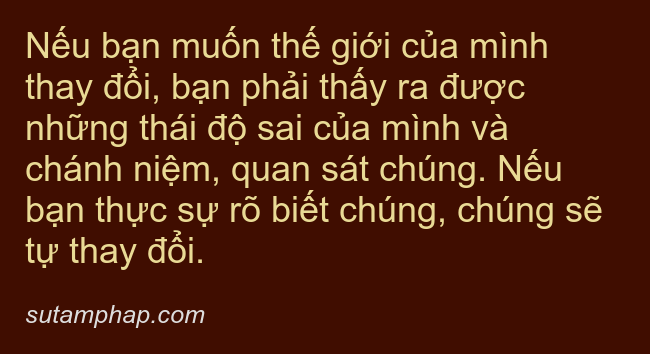 Nếu bạn muốn thế giới của mình
thay đổi, bạn phải thấy ra được
những thái độ sai của mình và
chánh niệm, quan sát chúng. Nếu
bạn thực sự rõ biết chúng, chúng sẽ
tự thay đổi.
sutamphap.com